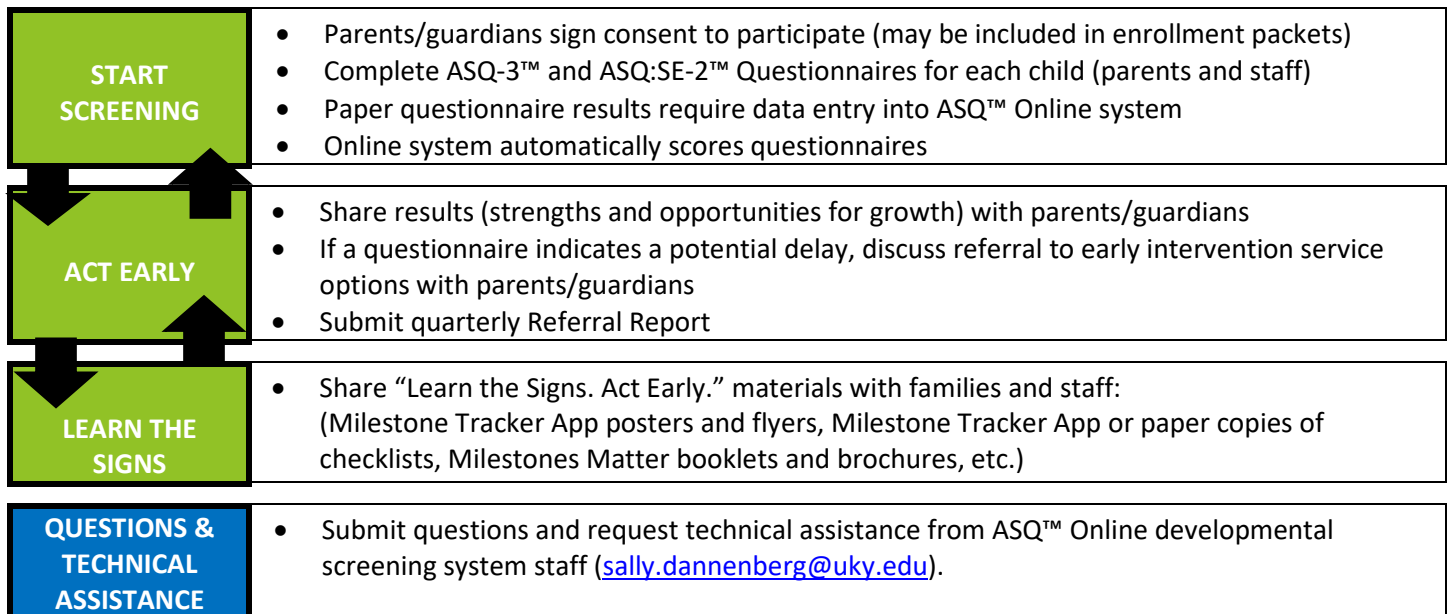 START
SCREENING
• Parents/guardians sign consent to participate (may be included in enrollment packets)
• Complete ASQ-3™ and ASQ:SE-2™ Questionnaires for each child (parents and staff)
• Paper questionnaire results require data entry into ASQ™ Online system
• Online system automatically scores questionnaires
ACT EARLY
• Share results (strengths and opportunities for growth) with parents/guardians
• If a questionnaire indicates a potential delay, discuss referral to early intervention service
options with parents/guardians
• Submit quarterly Referral Report
LEARN THE
SIGNS
• Share “Learn the Signs. Act Early.” materials with families and staff:
(Milestone Tracker App posters and flyers, Milestone Tracker App or paper copies of
checklists, Milestones Matter booklets and brochures, etc.)
QUESTIONS &
TECHNICAL
ASSISTANCE
• Submit questions and request technical assistance from ASQ™ Online developmental
screening system staff (sally.dannenberg@uky.edu).